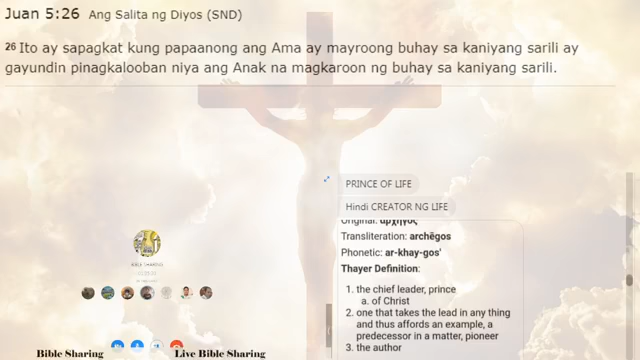 Juan 5:26 Ang Salita ng Diyos (SND)
26 Ito ay sapagkat kung papaanong ang Ama ay mayroong buhay sa kaniyang sarili ay
gayundin pinagkalooban niya ang Anak na magkaroon ng buhay sa kaniyang sarili.
PRINCE OF LIFE
Hindi CREATOR NG LIFE
Original: ἀρχηγός
Transliteration: archēgos
Phonetic: ar-khay-gos'
Thayer Definition:
1. the chief leader, prince
a. of Christ
2. one that takes the lead in any thing
and thus affords an example, a
predecessor in a matter, pioneer
3. the author
BIBLE SHARING
Bible Sharing
Live Bible Sharing